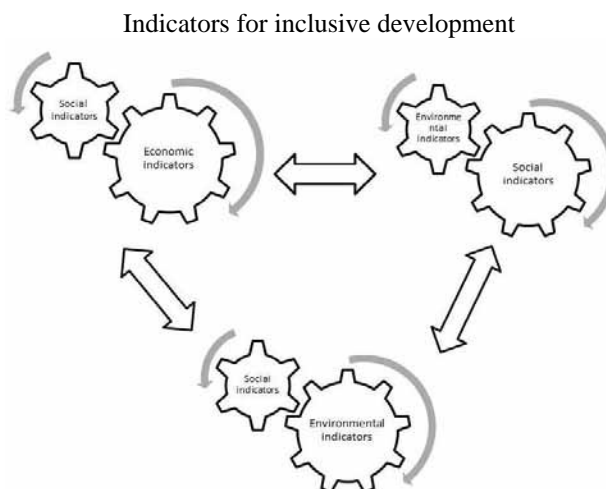 Indicators for inclusive development
Social
Indicators
Economic
Indicators
Environme
ntal
Indicators
Social
Indicators
Social
Indicators
Environmental
Indicators